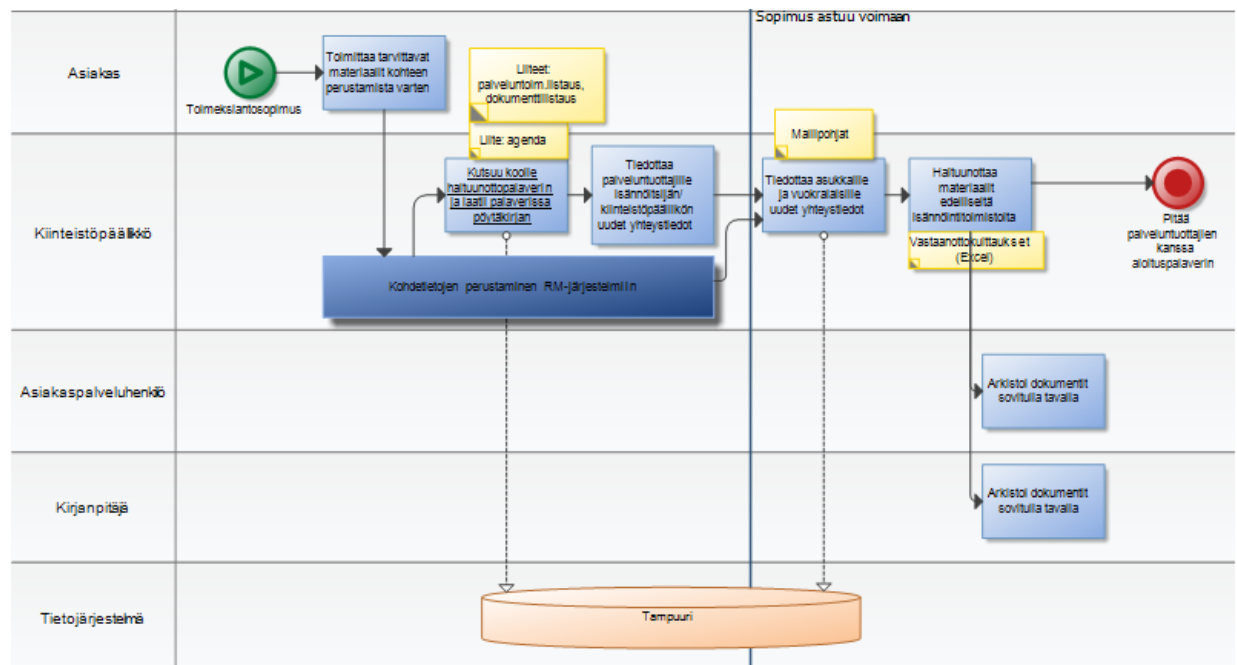 Sopimus astuu voimaan
Asiakas
Toimeksiantosopimus
Toimittaa tarvittavat
materiaalit kohteen
perustamista varten
Liiteet:
palveluntoim.listaus,
dokumenttilistaus
Kiinteistöpäälikkö
Liite: agenda
Kutsuu koolle
haltuunottopalaverin
ja laatii palaverissa
pöytäkirjan
Tiedottaa
palveluntuottajille
isännöitsijän/
kiinteistöpäällikön
uudet yhteystiedot
Mailipohjat
Tiedottaa asukkaille
ja vuokralaisille
uudet yhteystiedot
Haltuunottaa
materiaalit
edelliseltä
isännöintitoimistolta
Vastaanottokuittaukset
(Excel)
Pitää
palveluntuottajien
kanssa
aloituspalaverin
Kohdetietojen perustaminen RM-järjestelmiin
Asiakaspalveluhenkilö
Arkistoi dokumentit
sovitulla tavalla
Kirjanpitäjä
Arkistoi dokumentit
sovitulla tavalla
Tietojärjestelmä
Tampuuri